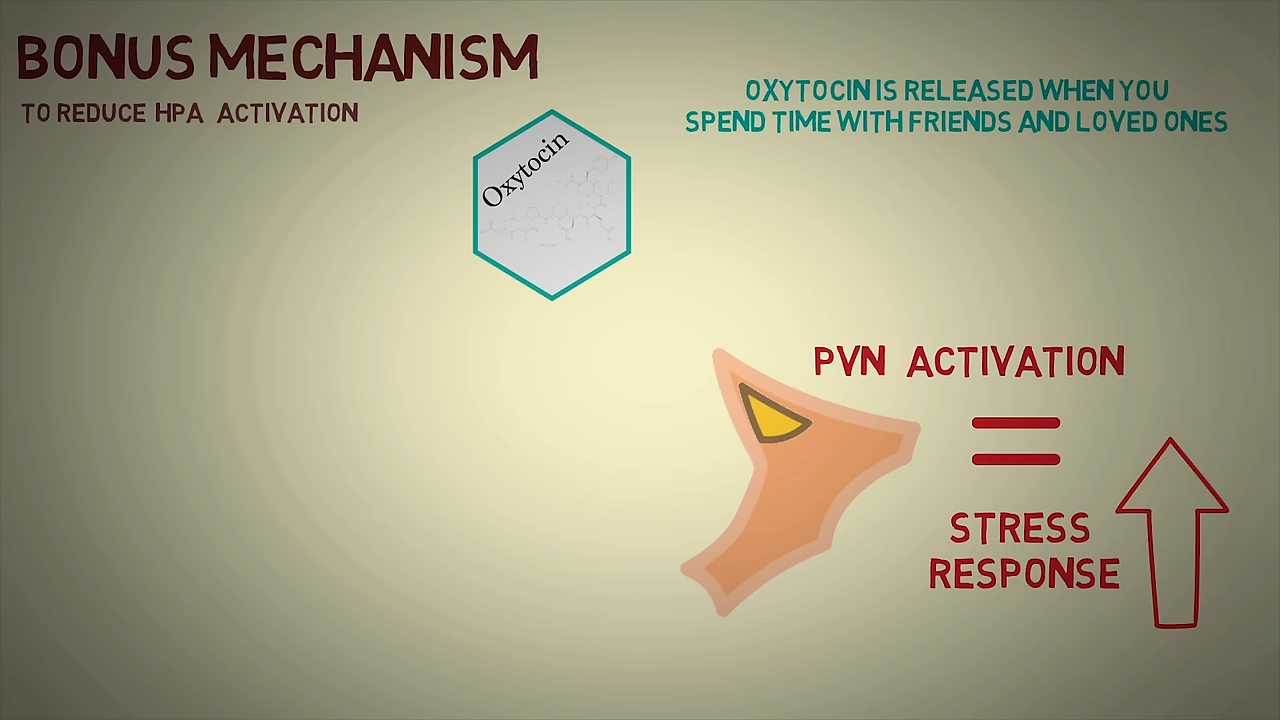 BONUS MECHANISM
TO REDUCE HPA ACTIVATION
OXYTOCIN IS RELEASED WHEN YOU
SPEND TIME WITH FRIENDS AND LOVED ONES
Oxytocin
PVN ACTIVATION
=
STRESS
RESPONSE